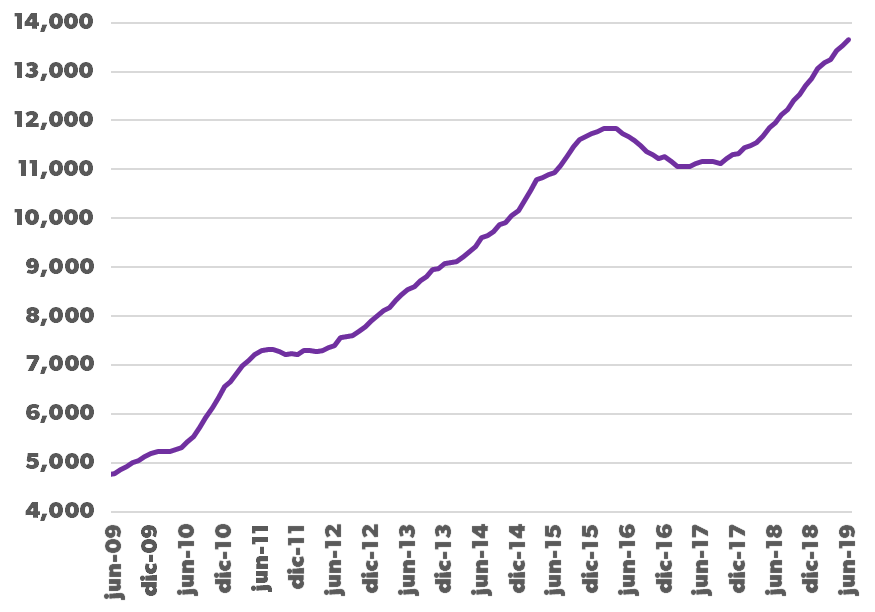 14,000
13,000
12,000
11,000
10,000
9,000
8,000
7,000
6,000
5,000
4,000
jun-09
dic-09
jun-10
dic-10
jun-11
dic-11
jun-12
dic-12
jun-13
dic-13
jun-14
dic-14
jun-15
dic-15
jun-16
dic-16
jun-17
dic-17
jun-18
dic-18
jun-19